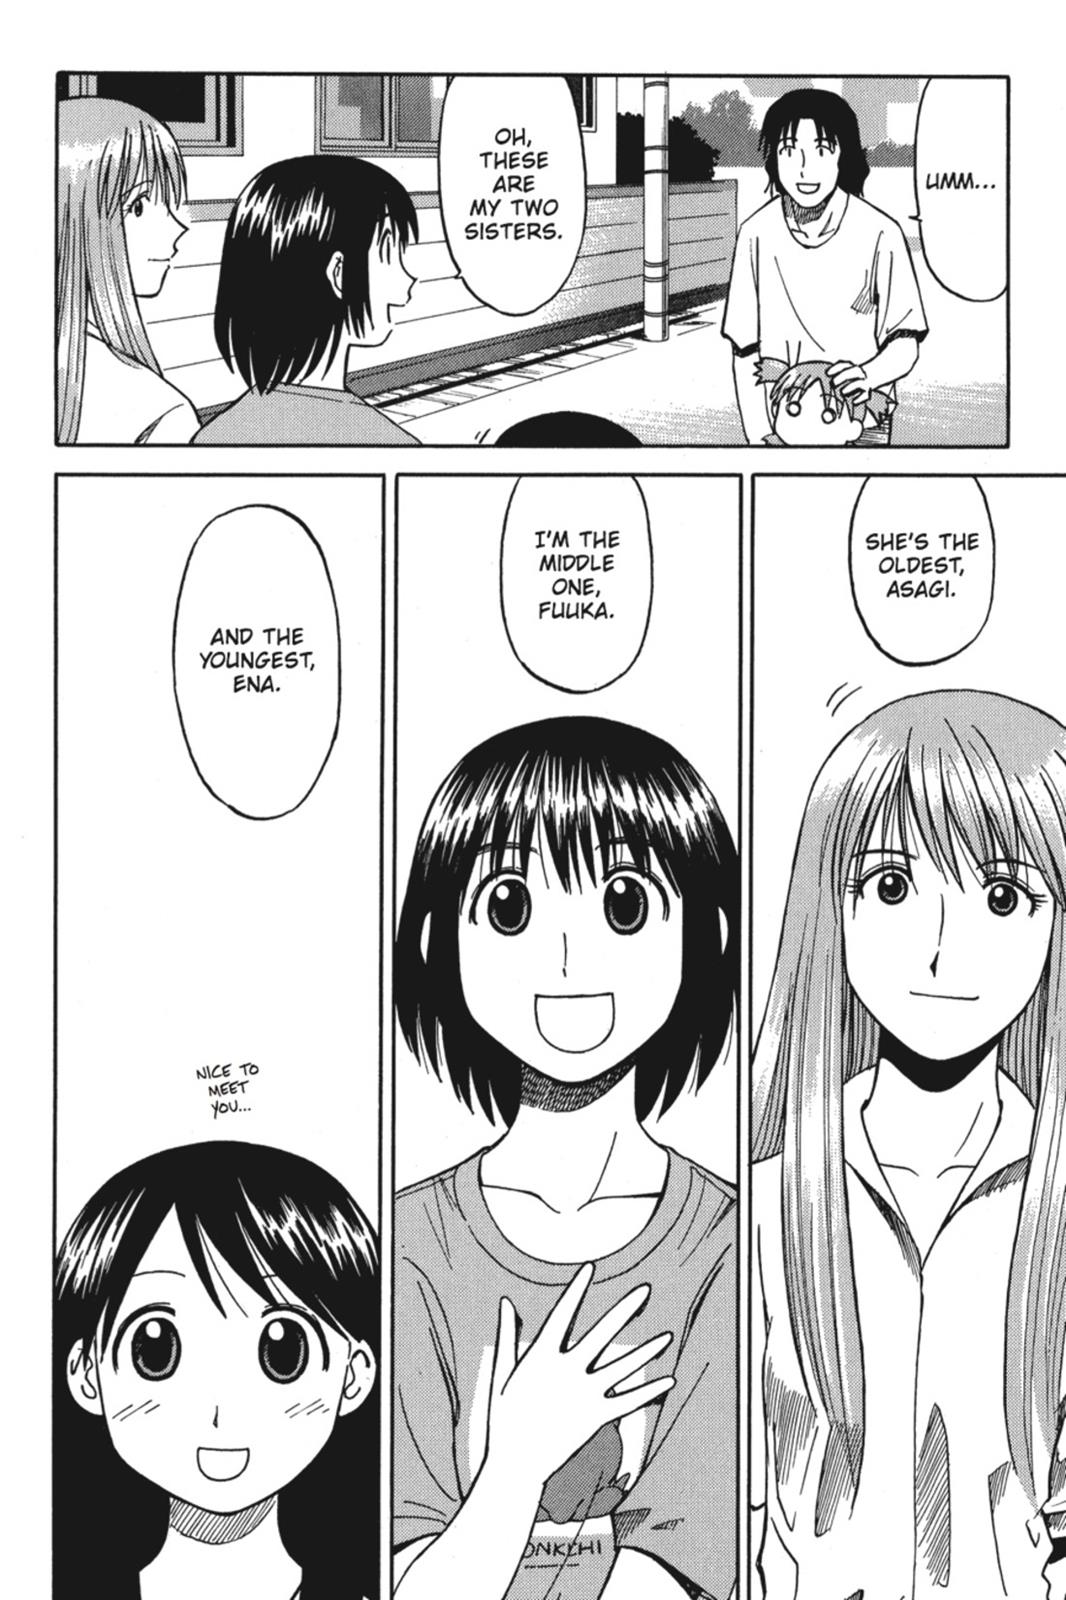 UMM...
OH,
THESE
ARE
MY TWO
SISTERS.
SHE'S THE
OLDEST,
ASAGI.
I'M THE
MIDDLE
ONE,
FUUKA.
ONKCHI
AND THE
YOUNGEST,
ENA.
NICE TO
MEET
YOU...